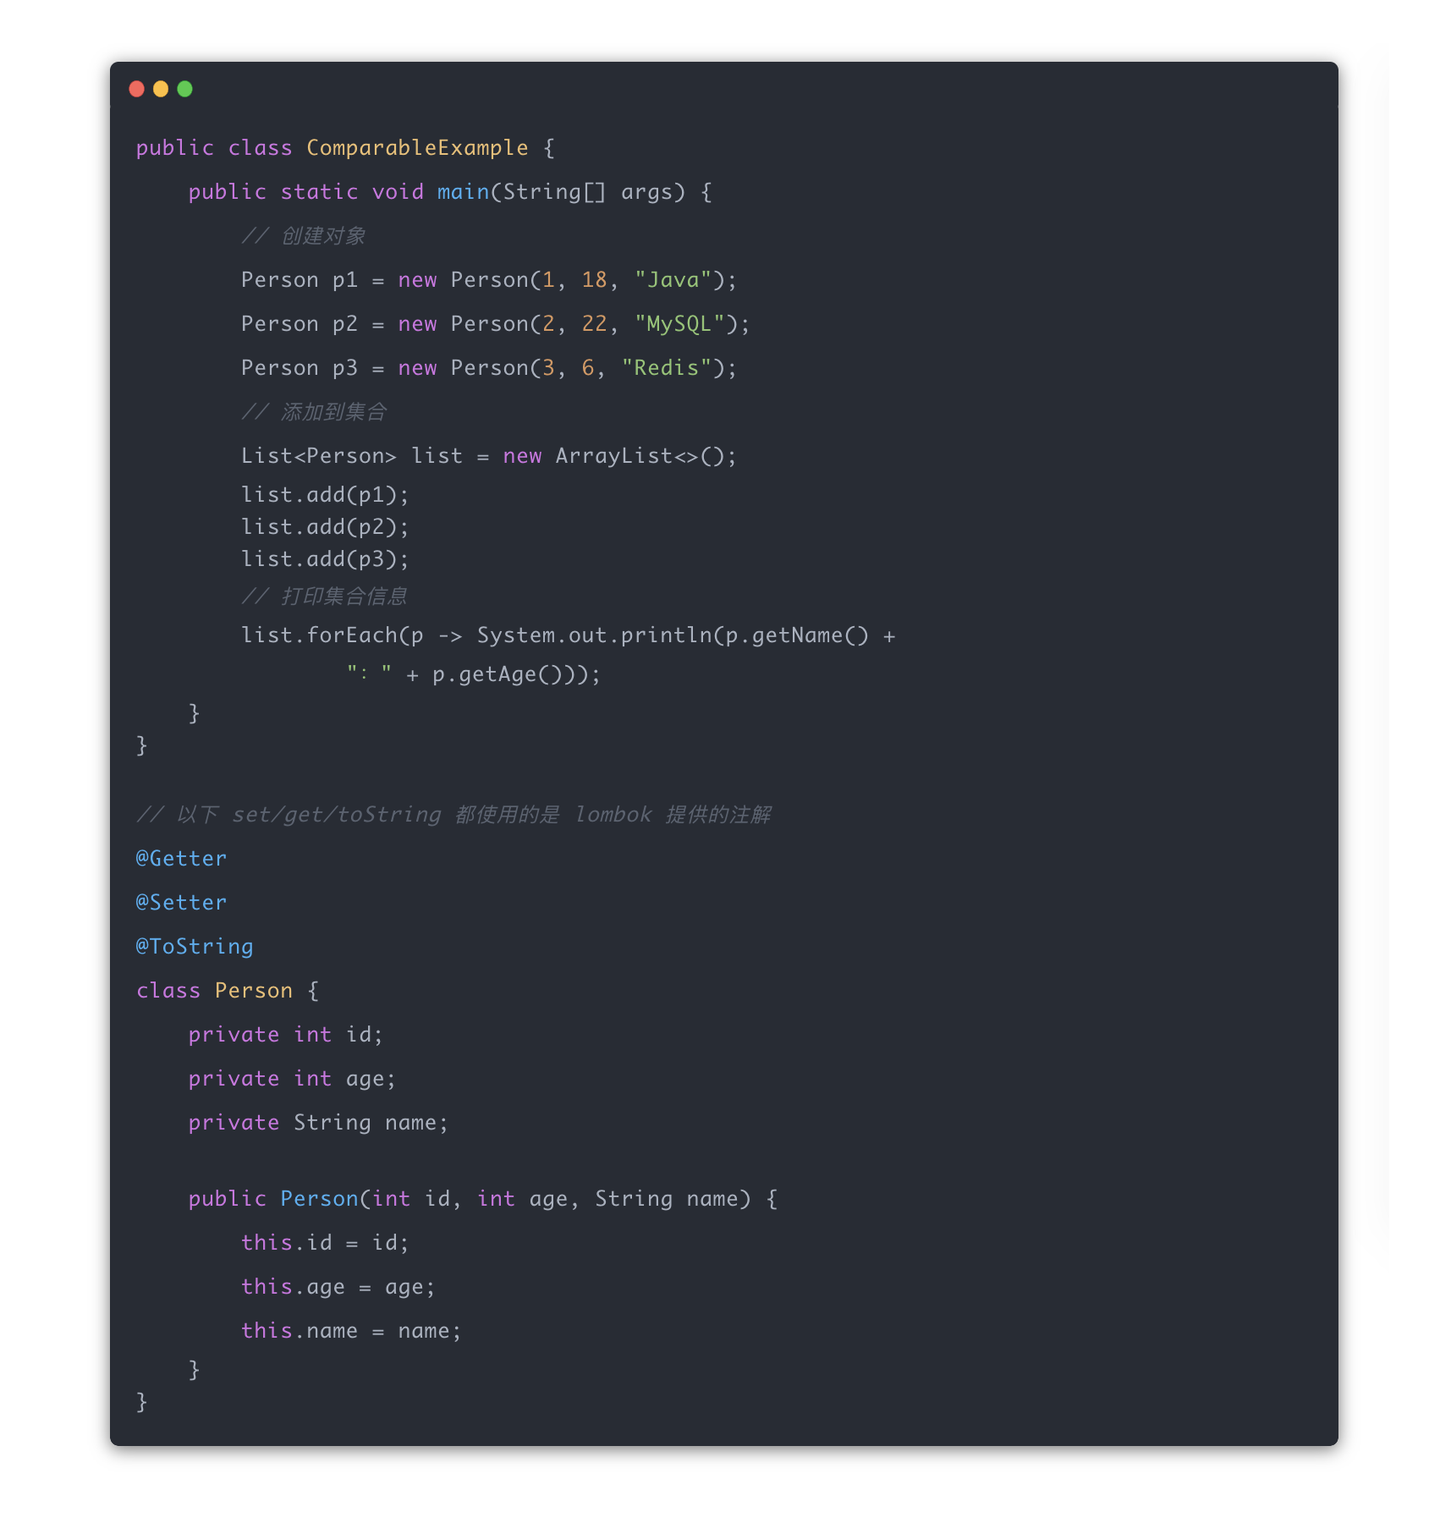 public class ComparableExample {
    public static void main(String[] args) {
        // 创建对象
        Person p1 = new Person(1, 18, "Java");
        Person p2 = new Person(2, 22, "MySQL");
        Person p3 = new Person(3, 6, "Redis");
        // 添加到集合
        List<Person> list = new ArrayList<>();
        list.add(p1);
        list.add(p2);
        list.add(p3);
        // 打印集合信息
        list.forEach(p -> System.out.println(p.getName() +
                "：" + p.getAge()));
    }
}
// 以下 set/get/toString 都使用的是 lombok 提供的注解
@Getter
@Setter
@ToString
class Person {
    private int id;
    private int age;
    private String name;
    public Person(int id, int age, String name) {
        this.id = id;
        this.age = age;
        this.name = name;
    }
}